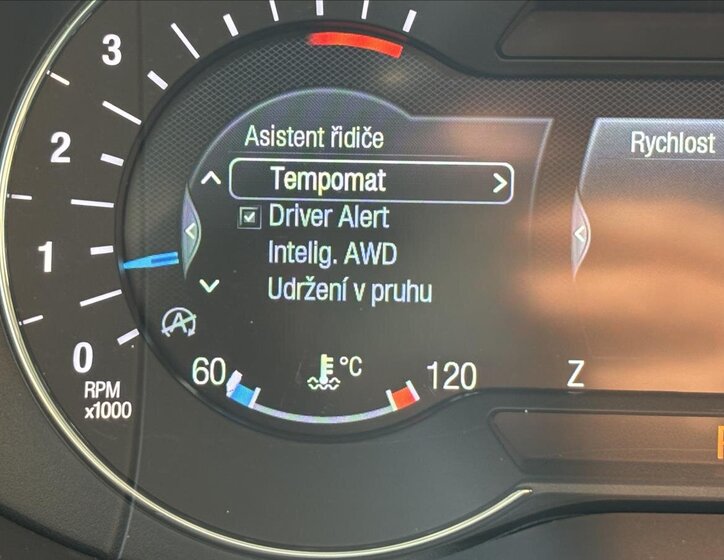 3
2
1
0
RPM
x1000
Asistent řidiče
Tempomat
Driver Alert
Intelig. AWD
Udržení v pruhu
A
60
°C
120
Rychlost
Z